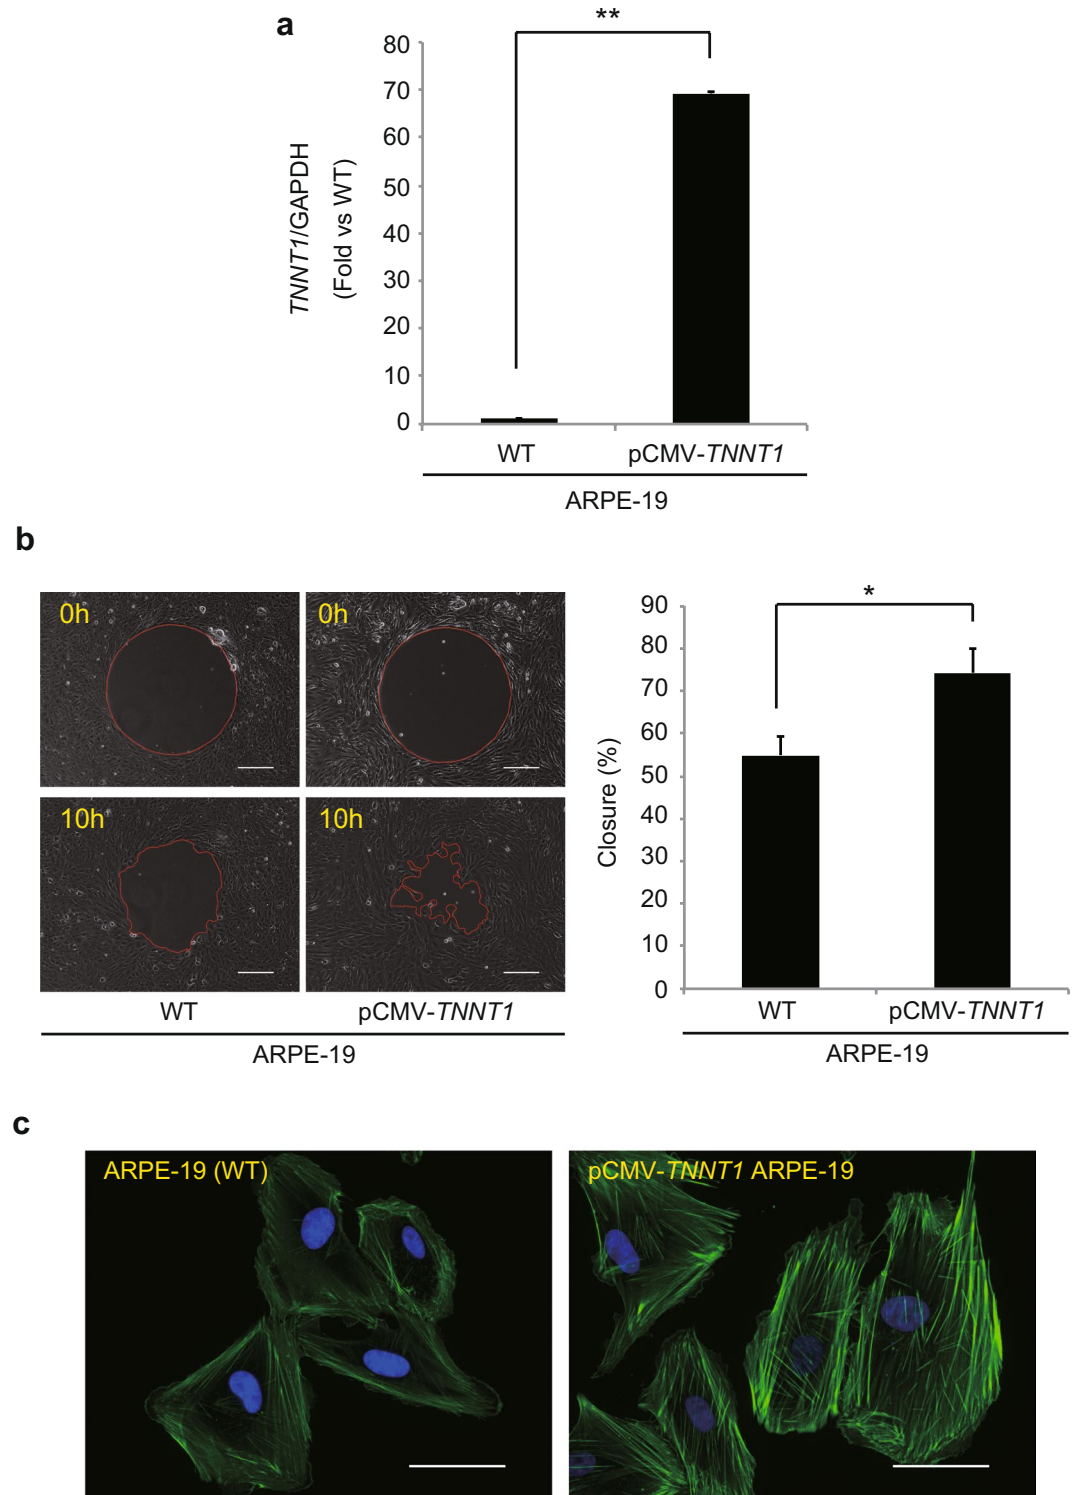 a
**
80
70
60
50
40
30
20
10
0
TNNT1/GAPDH
(Fold vs WT)
WT
pCMV-TNNT1
ARPE-19
b
0h
0h
10h
10h
WT
pCMV-TNNT1
ARPE-19
*
90
80
70
60
50
40
30
20
10
0
Closure (%)
WT
pCMV-TNNT1
ARPE-19
c
ARPE-19 (WT)
pCMV-TNNT1 ARPE-19